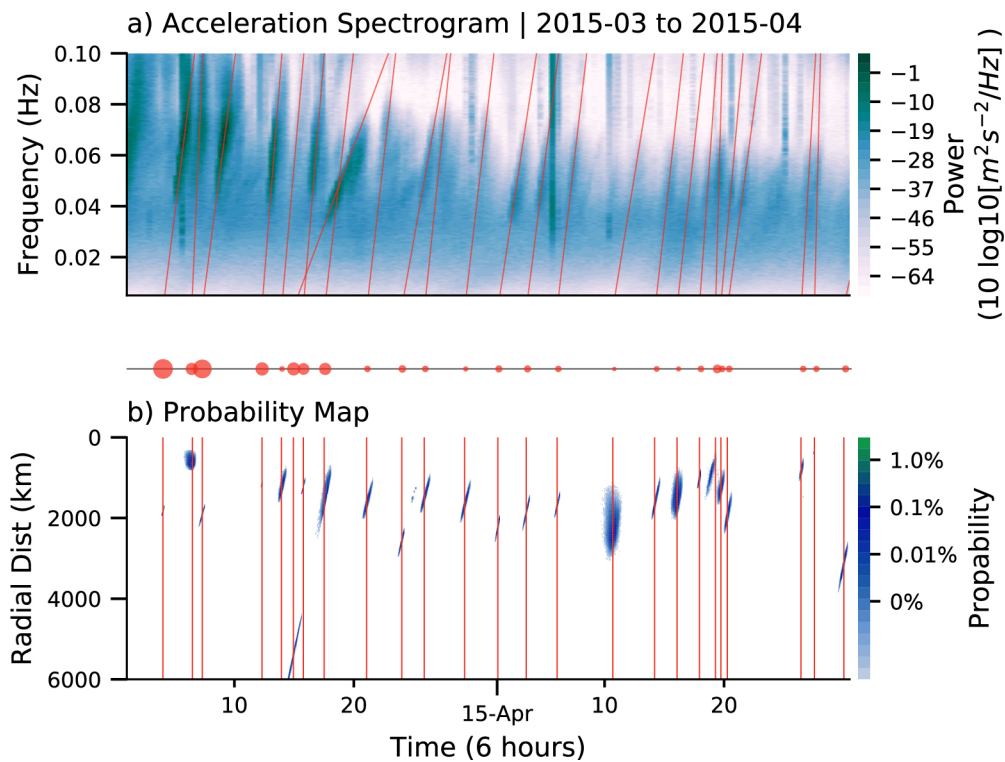 a) Acceleration Spectrogram | 2015-03 to 2015-04
Frequency (Hz)
0.10
0.08
0.06
0.04
0.02
−1
−10
−19
−28
−37
−46
−55
−64
Power
(10 log10[m²s⁻²/Hz] )
b) Probability Map
Radial Dist (km)
0
2000
4000
6000
1.0%
0.1%
0.01%
0%
Propability
10
20
15-Apr
10
20
Time (6 hours)